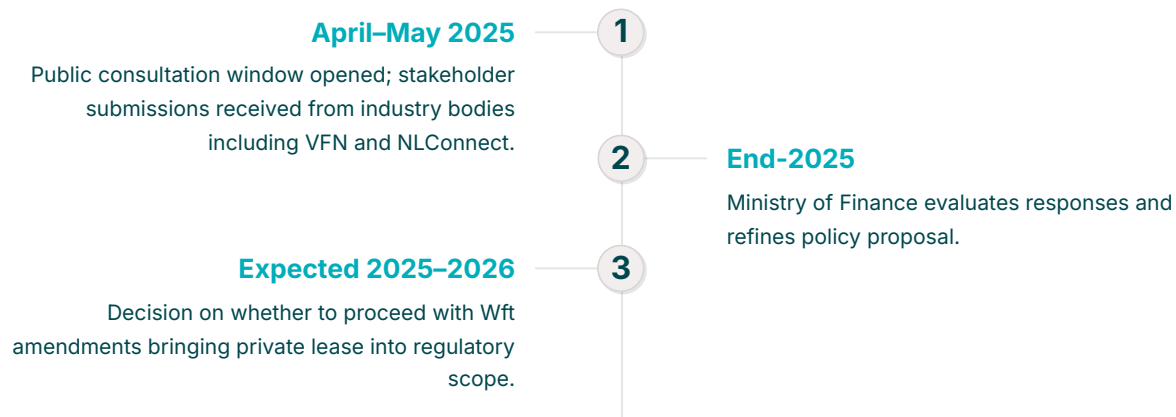 1
April–May 2025
Public consultation window opened; stakeholder
submissions received from industry bodies
including VFN and NLConnect.
2
End-2025
Ministry of Finance evaluates responses and
refines policy proposal.
3
Expected 2025–2026
Decision on whether to proceed with Wft
amendments bringing private lease into regulatory
scope.